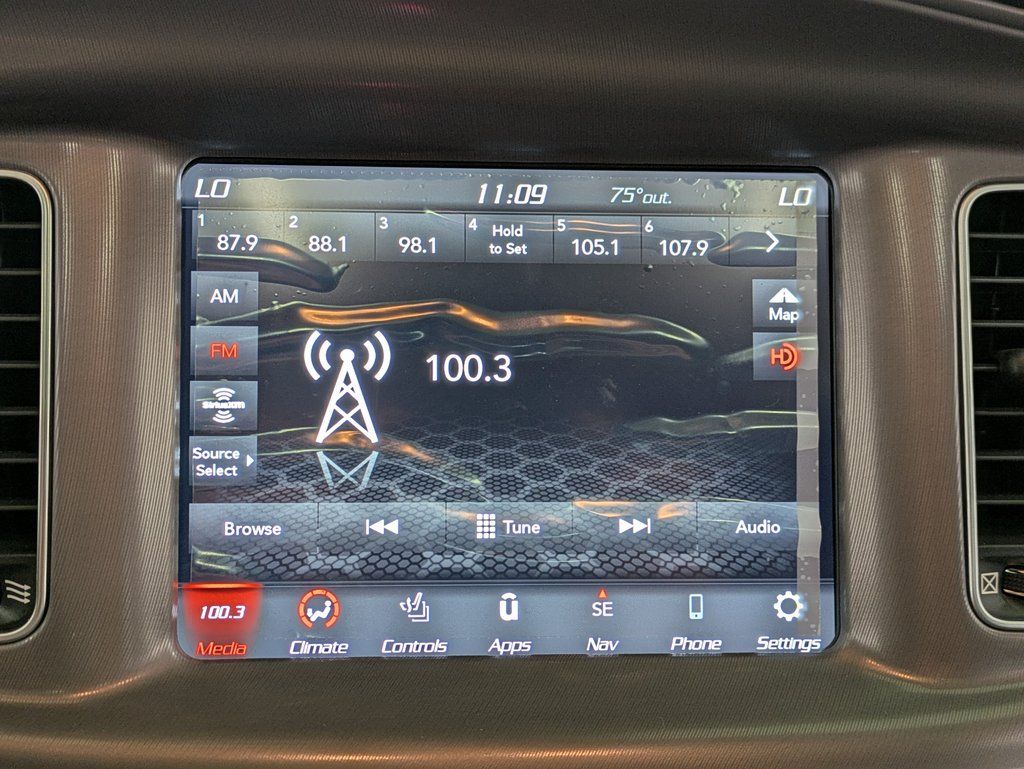 LO 11:09 75°out. LO
1 87.9 2 88.1 3 98.1 4 Hold to Set 5 105.1 6 107.9
AM
Map
FM
HD
100.3
SiriusXM
Source
Select
Browse Tune Audio
100.3 SE
Media Climate Controls Apps Nav Phone Settings